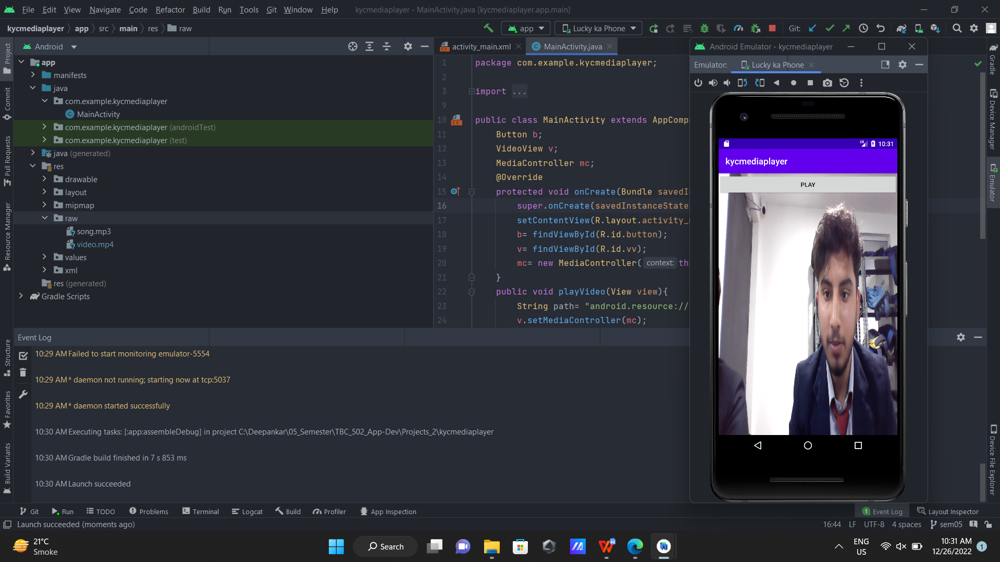 File Edit View Navigate Code Refactor Build Run Tools Git Window Help kycmediaplayer - MainActivity.java [kycmediaplayer.app.main]
kycmediaplayer app src main res raw app Lucky ka Phone Git:
Android
app
manifests
java
com.example.kycmediaplayer
MainActivity
com.example.kycmediaplayer (androidTest)
com.example.kycmediaplayer (test)
java (generated)
res
drawable
layout
mipmap
raw
song.mp3
video.mp4
values
xml
res (generated)
Gradle Scripts
Project
Commit
Pull Requests
Resource Manager
Structure
Favorites
Build Variants
activity_main.xml MainActivity.java
1 package com.example.kycmediaplayer;
2
3 import ...
9
10 public class MainActivity extends AppCompa
11 Button b;
12 VideoView v;
13 MediaController mc;
14 @Override
15 protected void onCreate(Bundle savedI
16 super.onCreate(savedInstanceState
17 setContentView(R.layout.activity_
18 b= findViewById(R.id.button);
19 v= findViewById(R.id.vv);
20 mc= new MediaController( context: th
21 }
22 public void playVideo(View view){
23 String path= "android.resource://
24 v.setMediaController(mc);
Android Emulator - kycmediaplayer
Emulator: Lucky ka Phone
LTE 10:31
kycmediaplayer
PLAY
Gradle
Device Manager
Emulator
Device File Explorer
Event Log
10:29 AM Failed to start monitoring emulator-5554
10:29 AM * daemon not running; starting now at tcp:5037
10:29 AM * daemon started successfully
10:30 AM Executing tasks: [:app:assembleDebug] in project C:\Deepankar\05_Semester\TBC_502_App-Dev\Projects_2\kycmediaplayer
10:30 AM Gradle build finished in 7 s 853 ms
10:30 AM Launch succeeded
Git Run TODO Problems Terminal Logcat Build Profiler App Inspection 1 Event Log Layout Inspector
Launch succeeded (moments ago) 16:44 LF UTF-8 4 spaces sem05
21°C
Smoke
Search
ENG
US
10:31 AM
12/26/2022
1